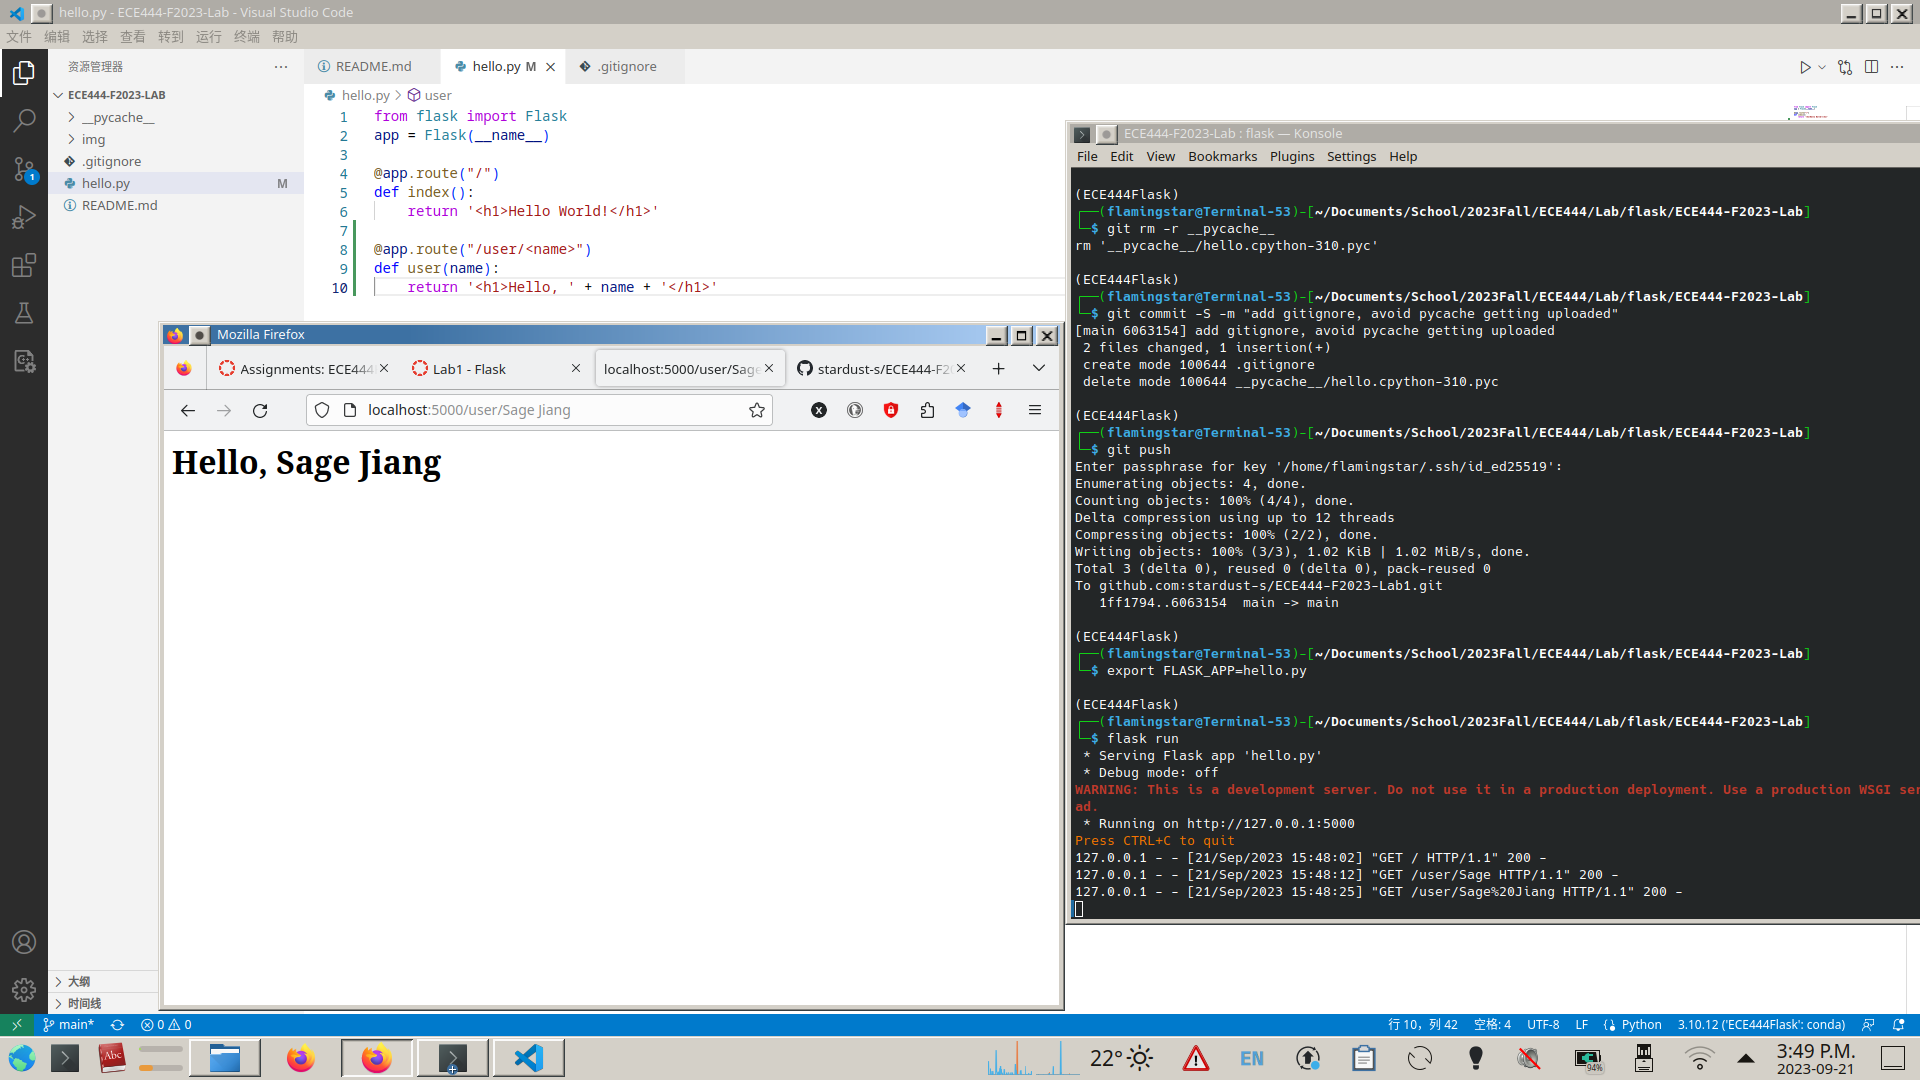 hello.py - ECE444-F2023-Lab - Visual Studio Code
文件 编辑 选择 查看 转到 运行 终端 帮助
资源管理器
README.md
hello.py M
.gitignore
ECE444-F2023-LAB
__pycache__
img
.gitignore
hello.py M
README.md
hello.py > user
1 from flask import Flask
2 app = Flask(__name__)
3
4 @app.route("/")
5 def index():
6 return '<h1>Hello World!</h1>'
7
8 @app.route("/user/<name>")
9 def user(name):
10 return '<h1>Hello, ' + name + '</h1>'
1
Mozilla Firefox
Assignments: ECE444
Lab1 - Flask
localhost:5000/user/Sage
stardust-s/ECE444-F2
localhost:5000/user/Sage Jiang
Hello, Sage Jiang
ECE444-F2023-Lab : flask — Konsole
File Edit View Bookmarks Plugins Settings Help
(ECE444Flask)
┌──(flamingstar@Terminal-53)-[~/Documents/School/2023Fall/ECE444/Lab/flask/ECE444-F2023-Lab]
└─$ git rm -r __pycache__
rm '__pycache__/hello.cpython-310.pyc'
(ECE444Flask)
┌──(flamingstar@Terminal-53)-[~/Documents/School/2023Fall/ECE444/Lab/flask/ECE444-F2023-Lab]
└─$ git commit -S -m "add gitignore, avoid pycache getting uploaded"
[main 6063154] add gitignore, avoid pycache getting uploaded
2 files changed, 1 insertion(+)
create mode 100644 .gitignore
delete mode 100644 __pycache__/hello.cpython-310.pyc
(ECE444Flask)
┌──(flamingstar@Terminal-53)-[~/Documents/School/2023Fall/ECE444/Lab/flask/ECE444-F2023-Lab]
└─$ git push
Enter passphrase for key '/home/flamingstar/.ssh/id_ed25519':
Enumerating objects: 4, done.
Counting objects: 100% (4/4), done.
Delta compression using up to 12 threads
Compressing objects: 100% (2/2), done.
Writing objects: 100% (3/3), 1.02 KiB | 1.02 MiB/s, done.
Total 3 (delta 0), reused 0 (delta 0), pack-reused 0
To github.com:stardust-s/ECE444-F2023-Lab1.git
1ff1794..6063154 main -> main
(ECE444Flask)
┌──(flamingstar@Terminal-53)-[~/Documents/School/2023Fall/ECE444/Lab/flask/ECE444-F2023-Lab]
└─$ export FLASK_APP=hello.py
(ECE444Flask)
┌──(flamingstar@Terminal-53)-[~/Documents/School/2023Fall/ECE444/Lab/flask/ECE444-F2023-Lab]
└─$ flask run
* Serving Flask app 'hello.py'
* Debug mode: off
WARNING: This is a development server. Do not use it in a production deployment. Use a production WSGI ser
ad.
* Running on http://127.0.0.1:5000
Press CTRL+C to quit
127.0.0.1 - - [21/Sep/2023 15:48:02] "GET / HTTP/1.1" 200 -
127.0.0.1 - - [21/Sep/2023 15:48:12] "GET /user/Sage HTTP/1.1" 200 -
127.0.0.1 - - [21/Sep/2023 15:48:25] "GET /user/Sage%20Jiang HTTP/1.1" 200 -
大纲
时间线
main* 0 0
行 10，列 42 空格: 4 UTF-8 LF Python 3.10.12 ('ECE444Flask': conda)
Abc
22° EN 94%
3:49 P.M.
2023-09-21